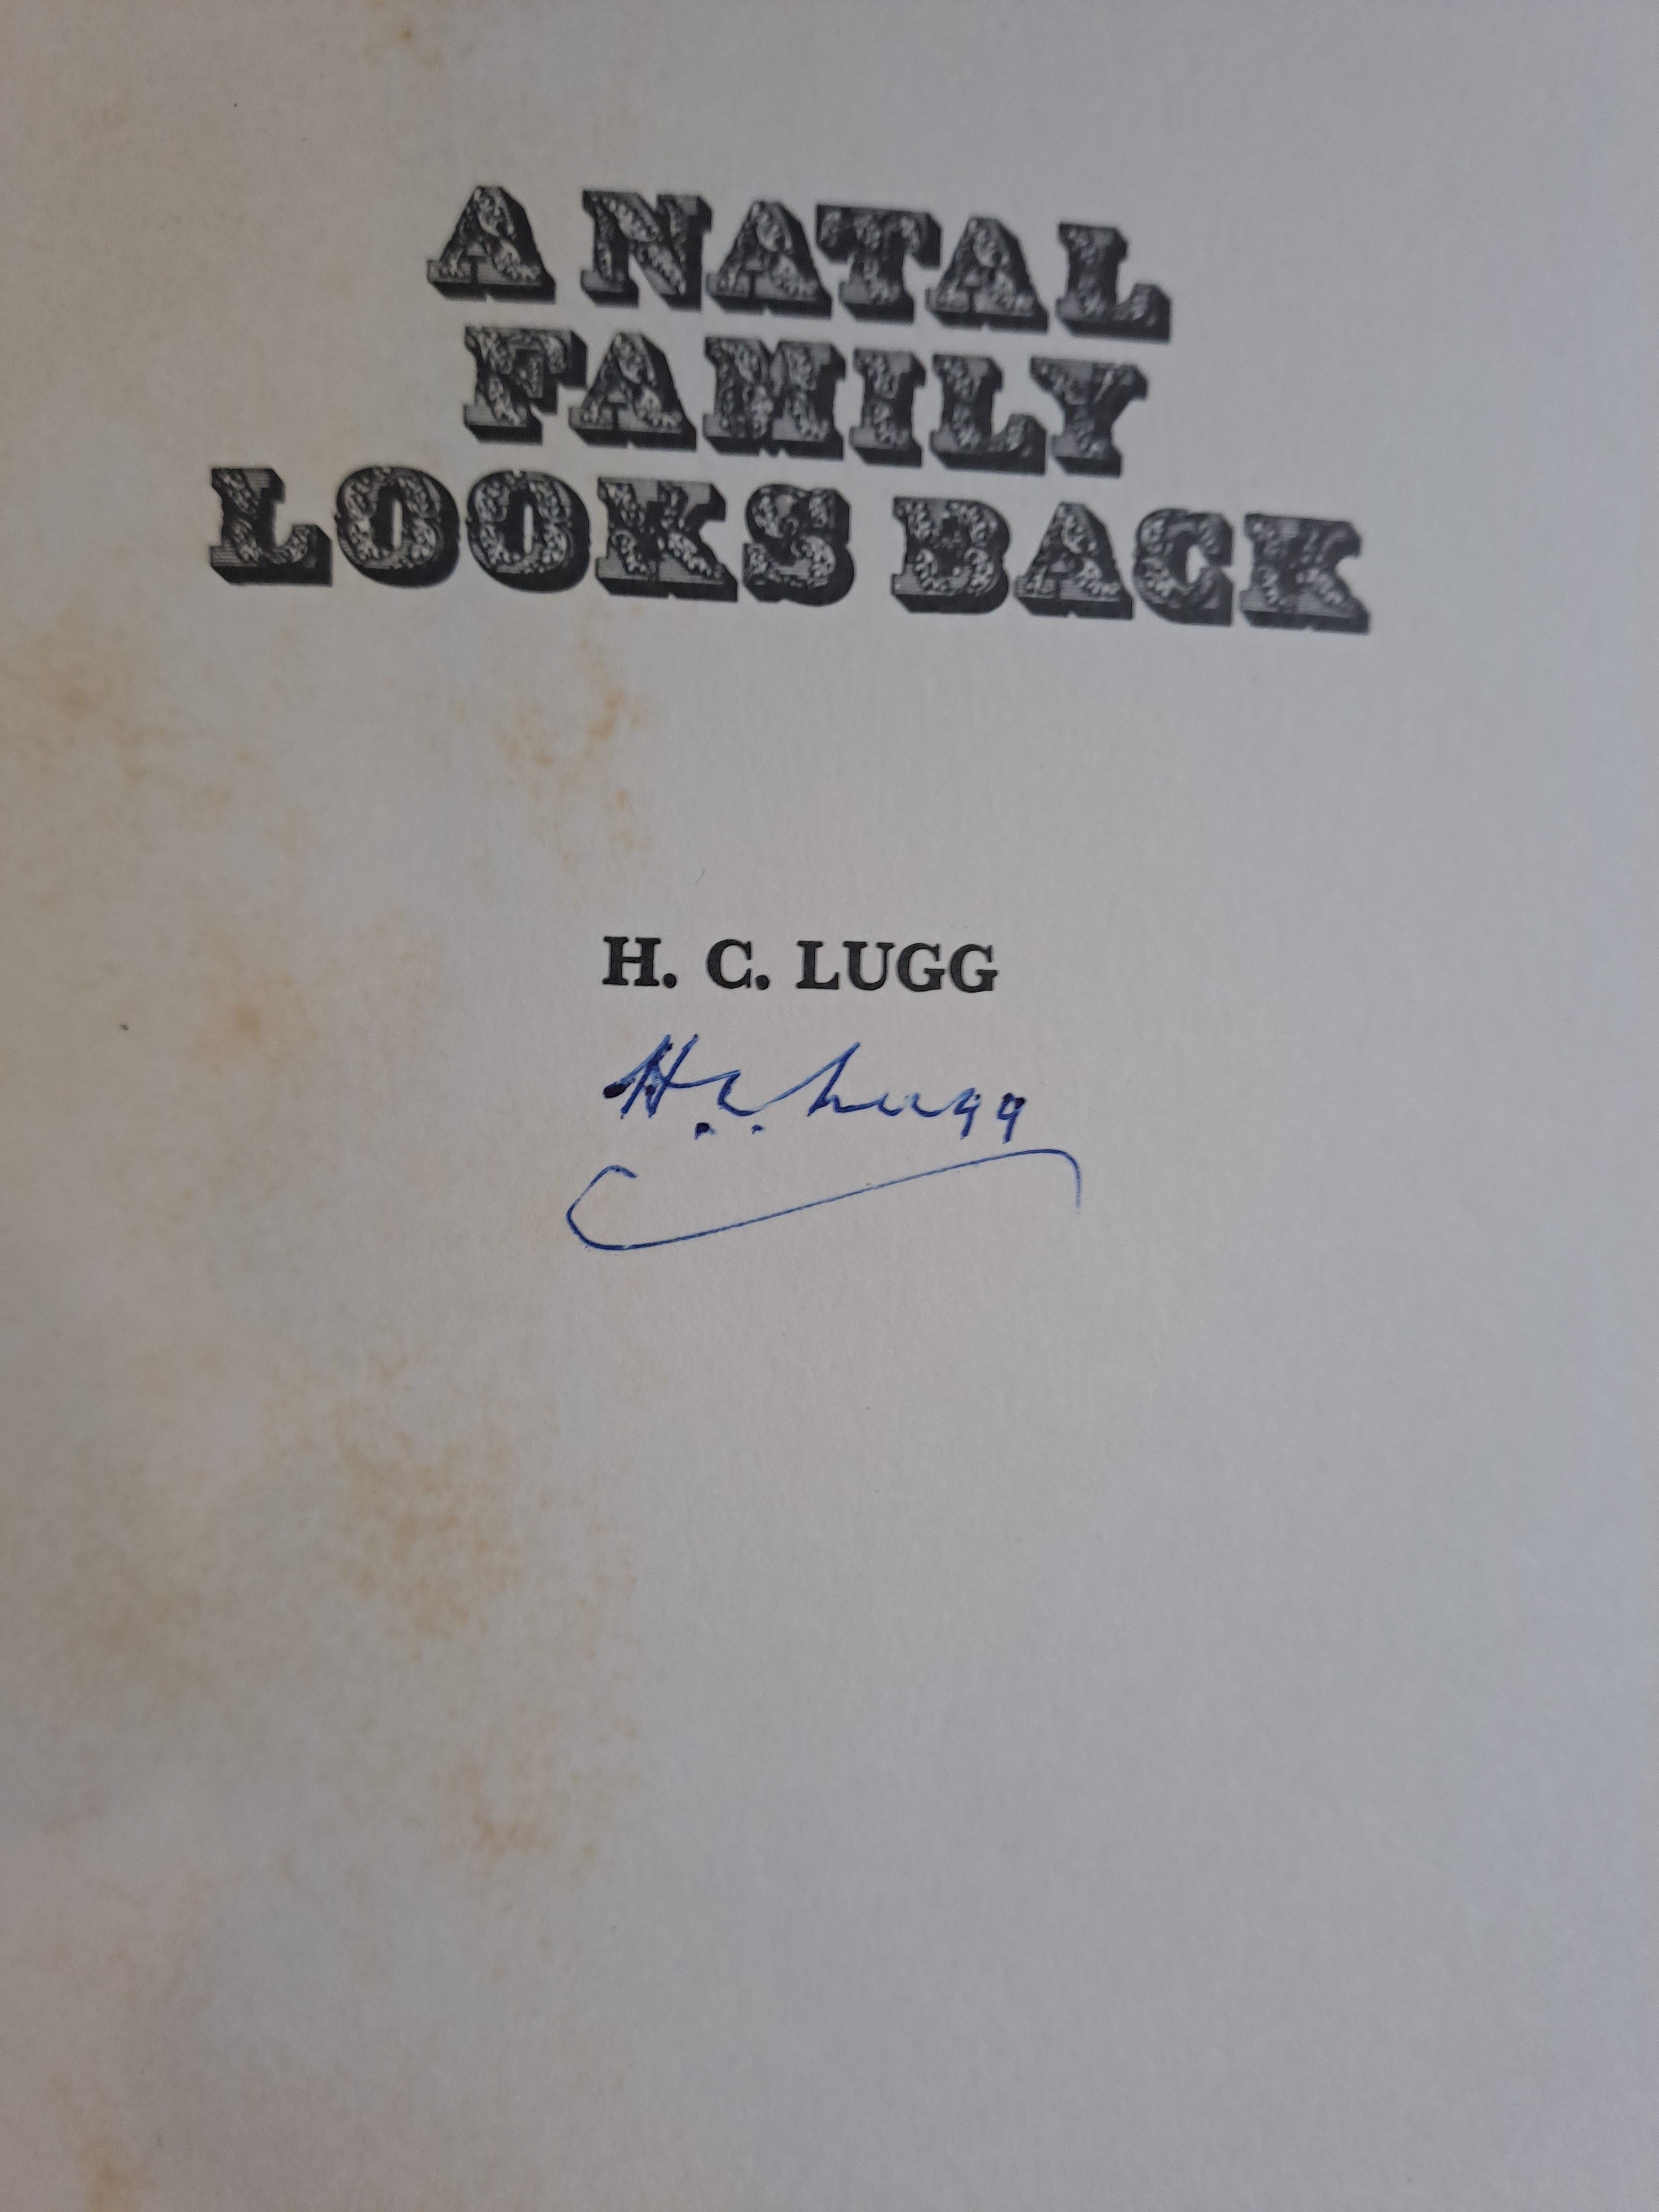 A NATAL
FAMILY
LOOKS BACK
H. C. LUGG
H. C. Lugg